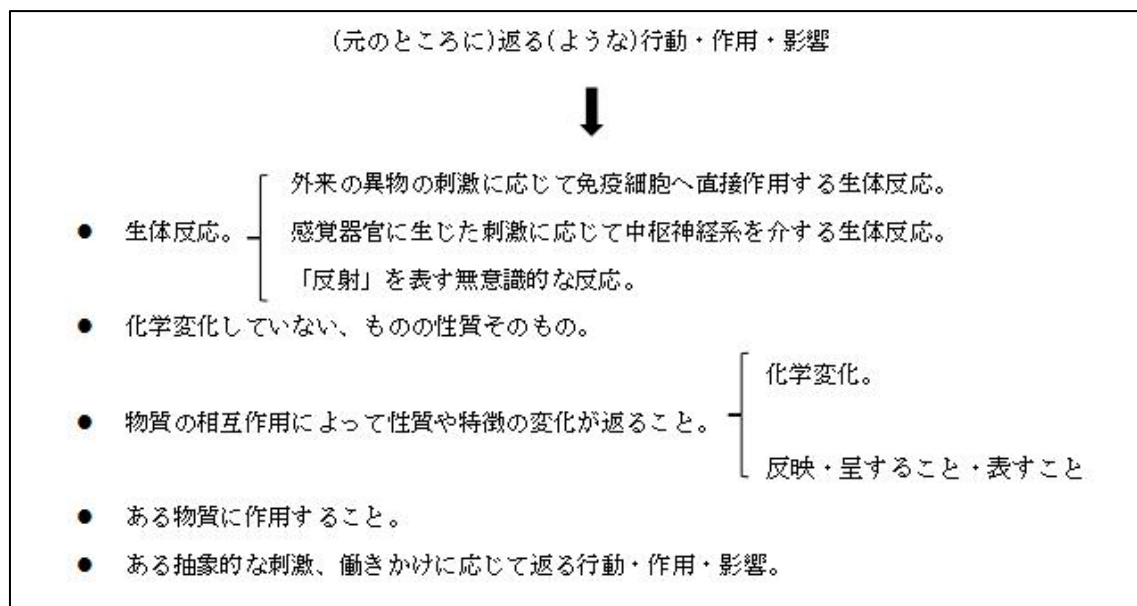 (元のところに)返る(ような)行動・作用・影響
外来の異物の刺激に応じて免疫細胞へ直接作用する生体反応。
● 生体反応。
感覚器官に生じた刺激に応じて中枢神経系を介する生体反応。
「反射」を表す無意識的な反応。
● 化学変化していない、ものの性質そのもの。
化学変化。
● 物質の相互作用によって性質や特徴の変化が返ること。
反映・呈すること・表すこと
● ある物質に作用すること。
● ある抽象的な刺激、働きかけに応じて返る行動・作用・影響。